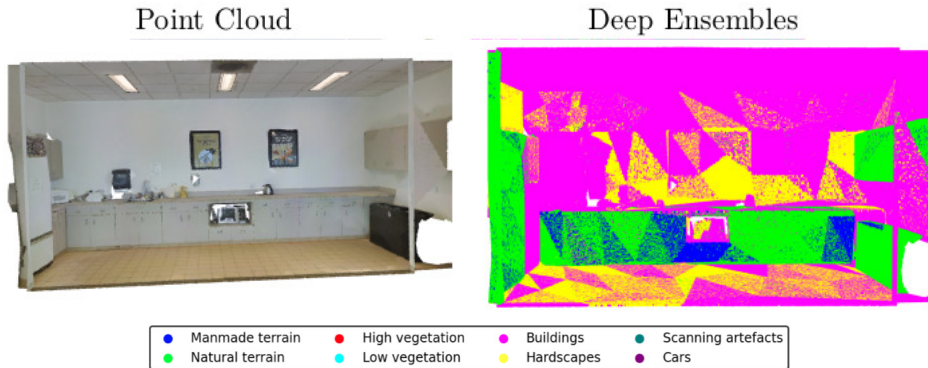 Point Cloud
Deep Ensembles
Manmade terrain
High vegetation
Buildings
Scanning artefacts
Natural terrain
Low vegetation
Hardscapes
Cars